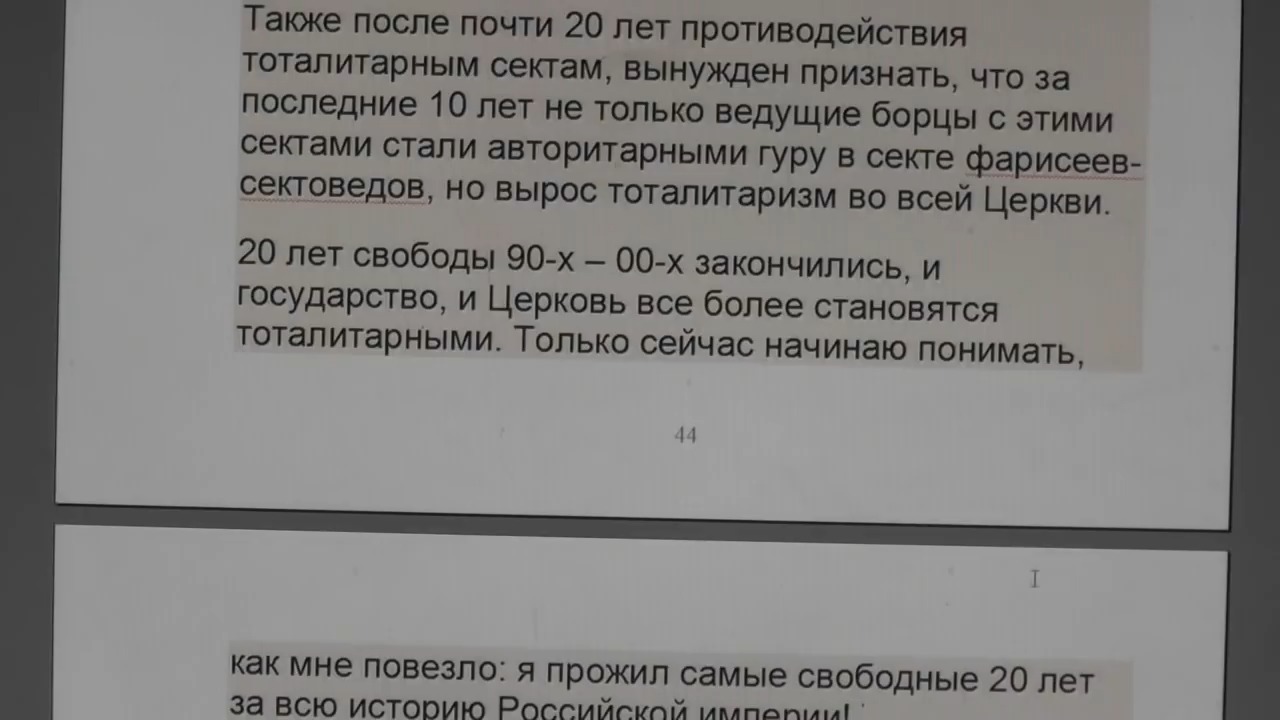 Также после почти 20 лет противодействия
тоталитарным сектам, вынужден признать, что за
последние 10 лет не только ведущие борцы с этими
сектами стали авторитарными гуру в секте фарисеев-
сектоведов, но вырос тоталитаризм во всей Церкви.
20 лет свободы 90-х – 00-х закончились, и
государство, и Церковь все более становятся
тоталитарными. Только сейчас начинаю понимать,
44
как мне повезло: я прожил самые свободные 20 лет
за всю историю Российской империи!